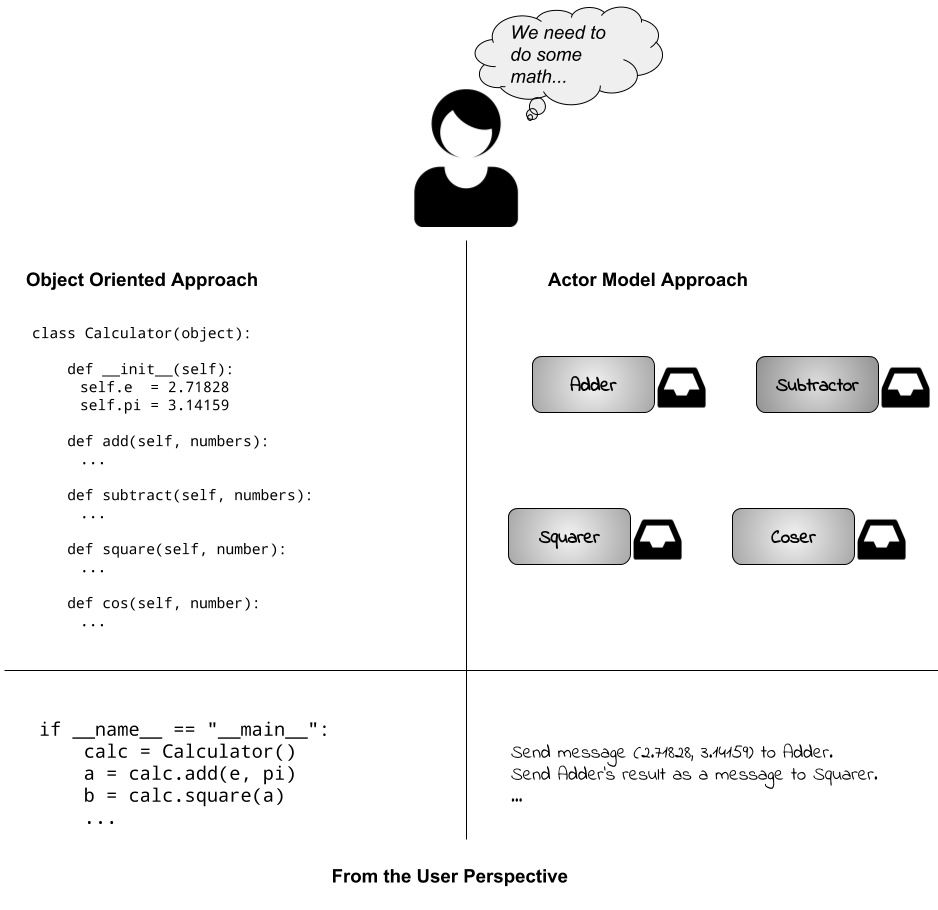 We need to
do some
math...
Object Oriented Approach
class Calculator(object):
def __init__(self):
self.e  = 2.71828
self.pi = 3.14159
def add(self, numbers):
...
def subtract(self, numbers):
...
def square(self, number):
...
def cos(self, number):
...
Actor Model Approach
Adder
Subtractor
Squarer
Coser
if __name__ == "__main__":
calc = Calculator()
a = calc.add(e, pi)
b = calc.square(a)
...
Send message (2.71828, 3.14159) to Adder.
Send Adder's result as a message to Squarer.
...
From the User Perspective